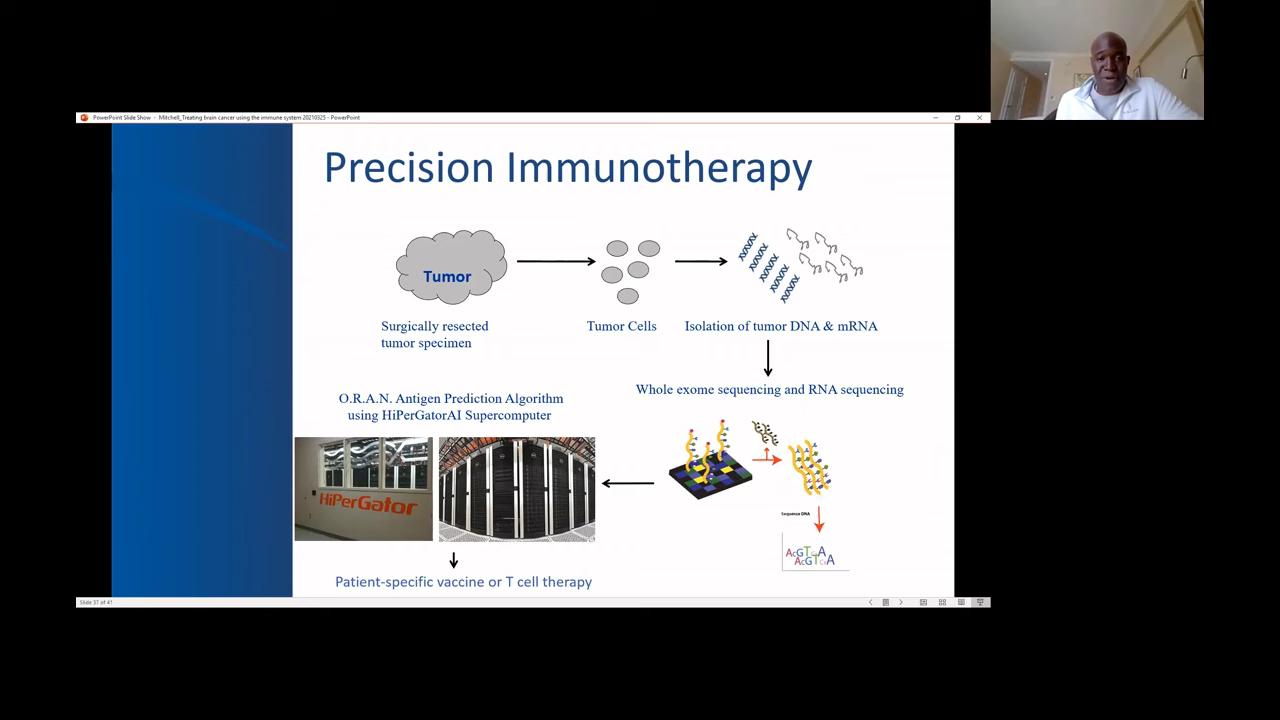 PowerPoint Slide Show - Mitchell_Treating brain cancer using the immune system 20210325 - PowerPoint
Precision Immunotherapy
Tumor
Surgically resected
tumor specimen
Tumor Cells
Isolation of tumor DNA & mRNA
Whole exome sequencing and RNA sequencing
O.R.A.N. Antigen Prediction Algorithm
using HiPerGatorAI Supercomputer
HiPerGator
Sequence DNA
Patient-specific vaccine or T cell therapy
Slide 37 of 41